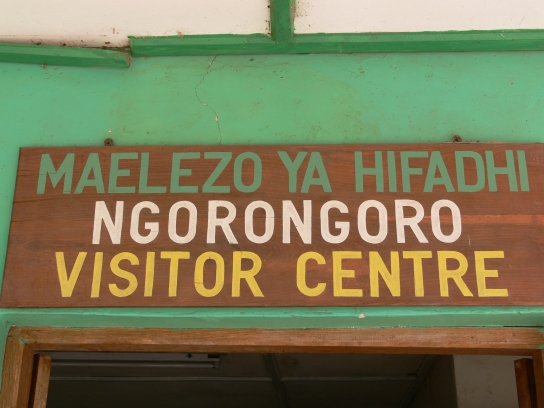 MAELEZO YA HIFADHI
NGORONGORO
VISITOR CENTRE